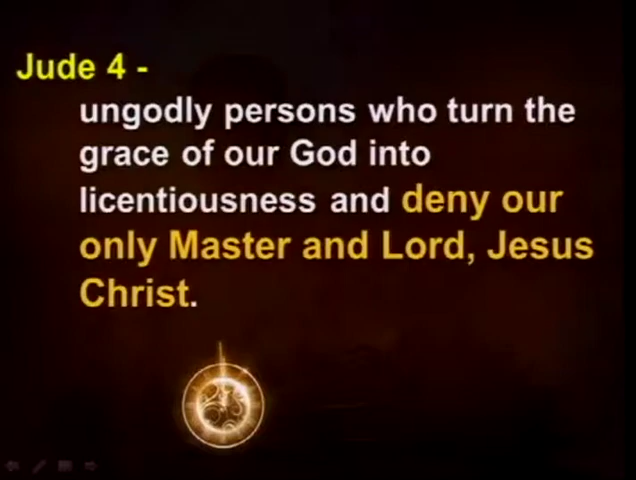 Jude 4 -
ungodly persons who turn the
grace of our God into
licentiousness and deny our
only Master and Lord, Jesus
Christ.